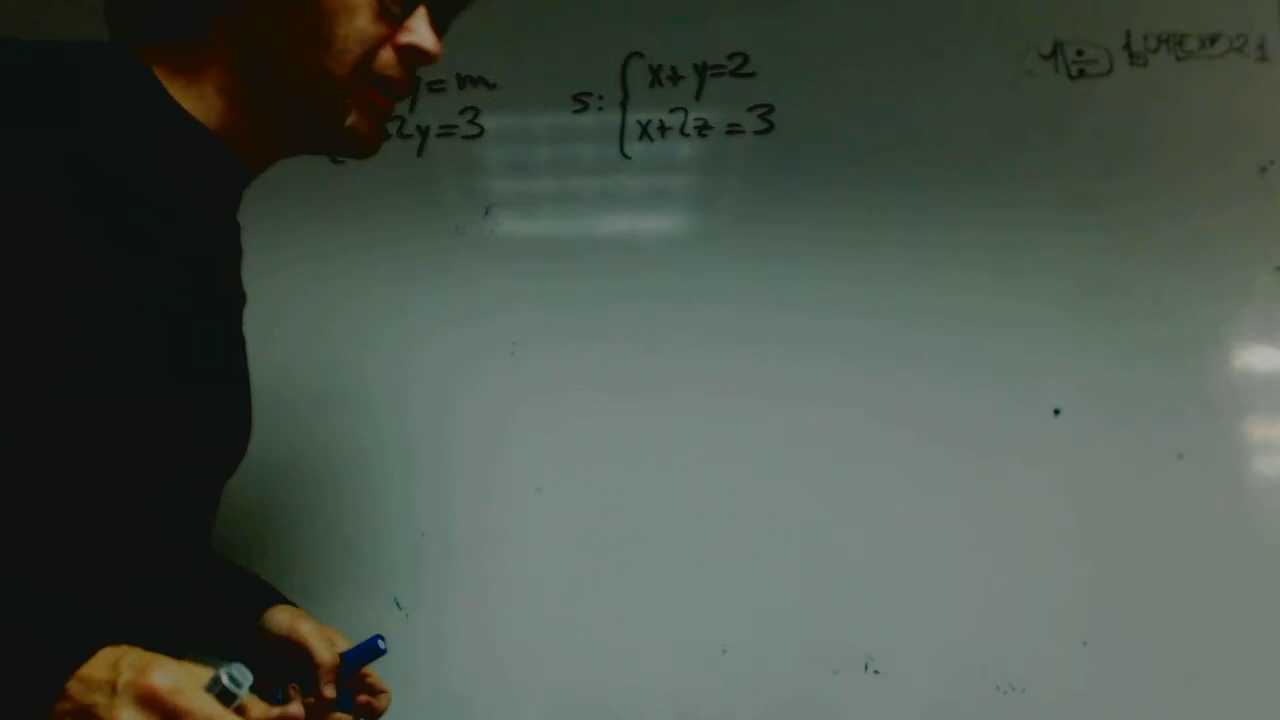 y=m
2y=3
s: { x+y=2
x+2z=3